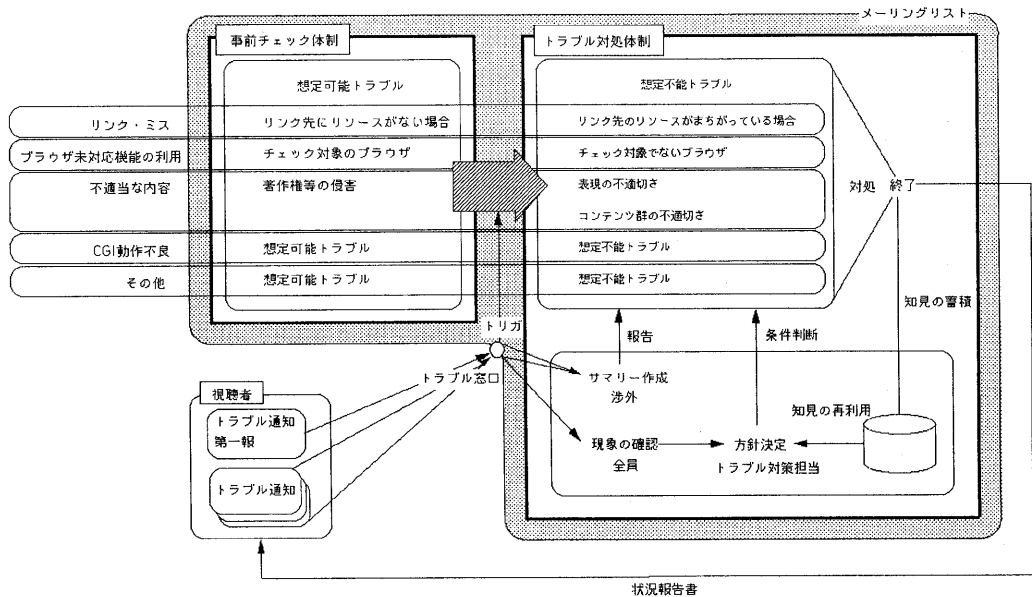 メーリングリスト
事前チェック体制
トラブル対処体制
想定可能トラブル
想定不能トラブル
リンク・ミス
リンク先にリソースがない場合
リンク先のリソースがまちがっている場合
ブラウザ未対応機能の利用
チェック対象のブラウザ
チェック対象でないブラウザ
不適当な内容
著作権等の侵害
表現の不適切さ
コンテンツ群の不適切さ
対処
終了
CGI動作不良
想定可能トラブル
想定不能トラブル
その他
想定可能トラブル
想定不能トラブル
知見の蓄積
トリガ
報告
条件判断
トラブル窓口
サマリー作成
渉外
視聴者
トラブル通知
第一報
知見の再利用
現象の確認
全員
方針決定
トラブル対策担当
トラブル通知
状況報告書